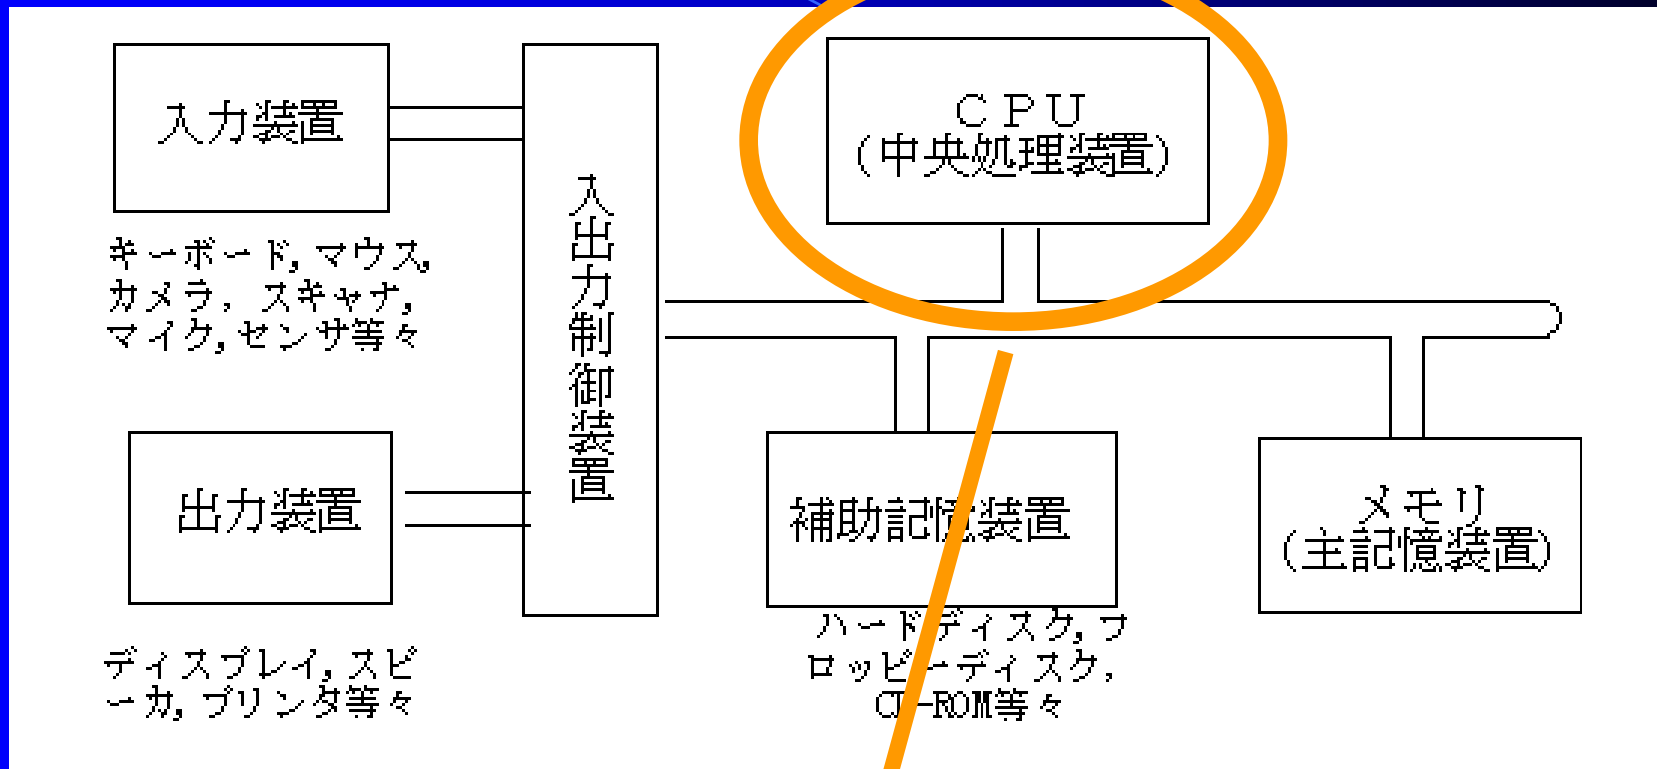 入力装置
キーボード,マウス,
カメラ, スキャナ,
マイク,センサ等々
出力装置
ディスプレイ,スピ
ーカ,プリンタ等々
入出力制御装置
ＣＰＵ
(中央処理装置)
補助記憶装置
ハードディスク,フ
ロッピーディスク,
CD-ROM等々
メモリ
(主記憶装置)